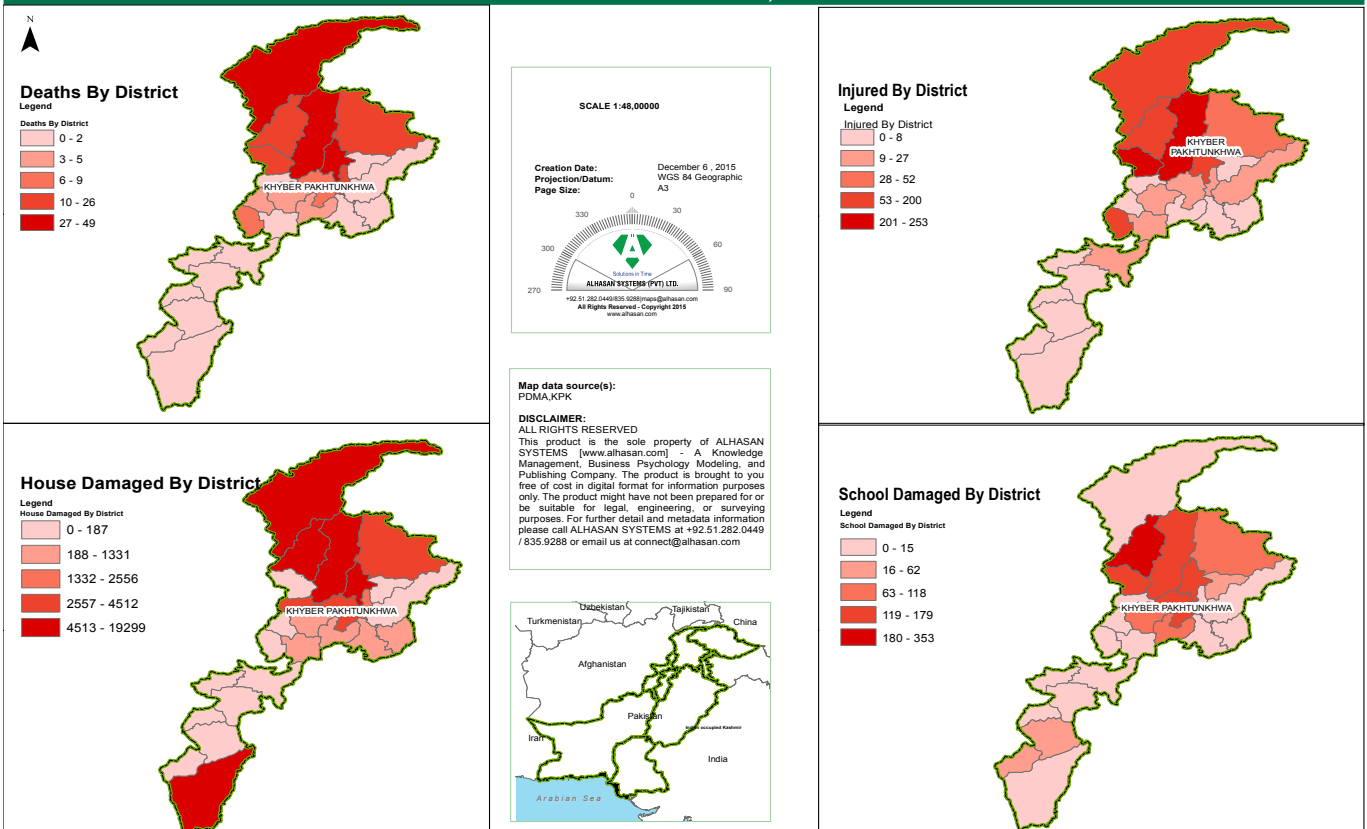 N
Deaths By District
Legend
Deaths By District
0 - 2
3 - 5
6 - 9
10 - 26
27 - 49
KHYBER PAKHTUNKHWA
SCALE 1:48,00000
Creation Date: December 6 , 2015
Projection/Datum: WGS 84 Geographic
Page Size: A3
0
330
30
300
60
270
90
Solutions in Time
ALHASAN SYSTEMS (PVT) LTD.
+92.51.282.0449/835.9288|maps@alhasan.com
All Rights Reserved - Copyright 2015
www.alhasan.com
Injured By District
Legend
Injured By District
0 - 8
9 - 27
28 - 52
53 - 200
201 - 253
KHYBER
PAKHTUNKHWA
Map data source(s):
PDMA,KPK
DISCLAIMER:
ALL RIGHTS RESERVED
This product is the sole property of ALHASAN
SYSTEMS [www.alhasan.com] - A Knowledge
Management, Business Psychology Modeling, and
Publishing Company. The product is brought to you
free of cost in digital format for information purposes
only. The product might have not been prepared for or
be suitable for legal, engineering, or surveying
purposes. For further detail and metadata information
please call ALHASAN SYSTEMS at +92.51.282.0449
/ 835.9288 or email us at connect@alhasan.com
House Damaged By District
Legend
House Damaged By District
0 - 187
188 - 1331
1332 - 2556
2557 - 4512
4513 - 19299
KHYBER PAKHTUNKHWA
Uzbekistan
Tajikistan
Turkmenistan
China
Afghanistan
Pakistan
Indian occupied Kashmir
Iran
India
Arabian Sea
School Damaged By District
Legend
School Damaged By District
0 - 15
16 - 62
63 - 118
119 - 179
180 - 353
KHYBER PAKHTUNKHWA